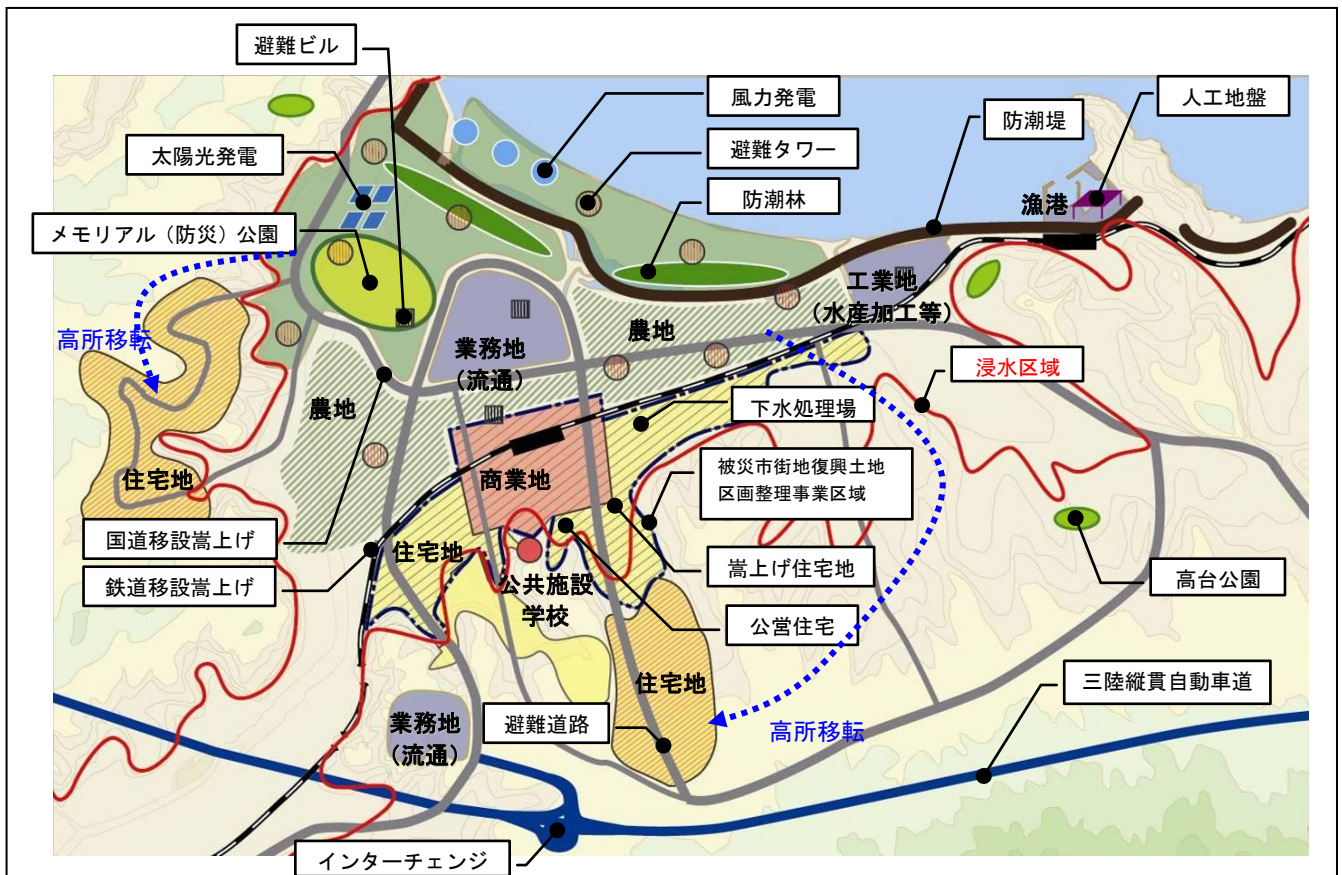 避難ビル
風力発電
人工地盤
防潮堤
太陽光発電
避難タワー
防潮林
漁港
メモリアル（防災）公園
工業地
（水産加工等）
農地
高所移転
業務地
（流通）
浸水区域
農地
下水処理場
住宅地
商業地
被災市街地復興土地
区画整理事業区域
国道移設嵩上げ
住宅地
嵩上げ住宅地
鉄道移設嵩上げ
公共施設
学校
高台公園
公営住宅
住宅地
三陸縦貫自動車道
業務地
（流通）
避難道路
高所移転
インターチェンジ